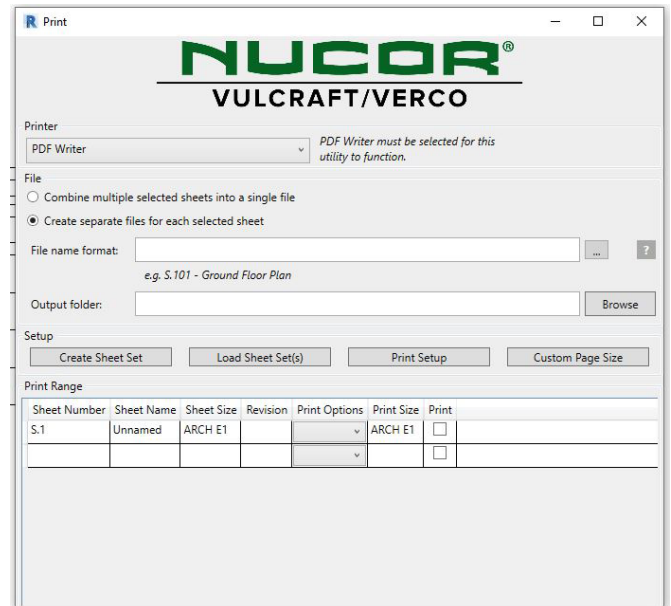 R Print
NUCOR®
VULCRAFT/VERCO
Printer
PDF Writer
PDF Writer must be selected for this
utility to function.
File
Combine multiple selected sheets into a single file
Create separate files for each selected sheet
File name format:
... ?
e.g. S.101 - Ground Floor Plan
Output folder:
Browse
Setup
Create Sheet Set Load Sheet Set(s) Print Setup Custom Page Size
Print Range
Sheet Number Sheet Name Sheet Size Revision Print Options Print Size Print
S.1 Unnamed ARCH E1 ARCH E1